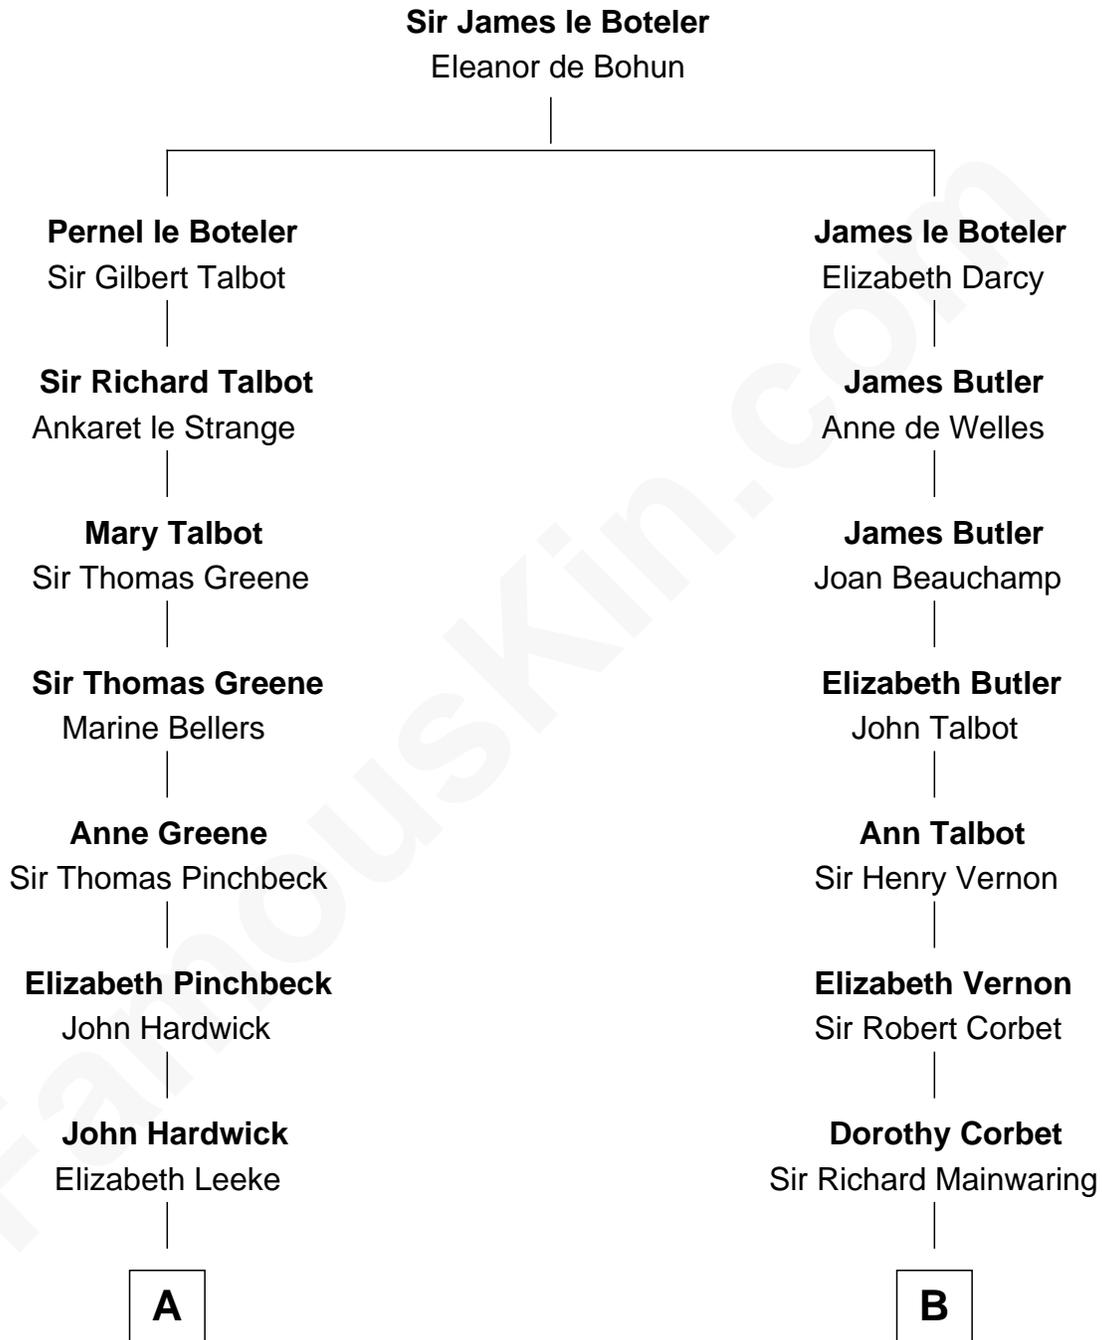 Sir James le Boteler
Eleanor de Bohun
Pernel le Boteler
Sir Gilbert Talbot
James le Boteler
Elizabeth Darcy
Sir Richard Talbot
Ankaret le Strange
James Butler
Anne de Welles
Mary Talbot
Sir Thomas Greene
James Butler
Joan Beauchamp
Sir Thomas Greene
Marine Bellers
Elizabeth Butler
John Talbot
Anne Greene
Sir Thomas Pinchbeck
Ann Talbot
Sir Henry Vernon
Elizabeth Pinchbeck
John Hardwick
Elizabeth Vernon
Sir Robert Corbet
John Hardwick
Elizabeth Leeke
Dorothy Corbet
Sir Richard Mainwaring
A
B
FamousKin.com